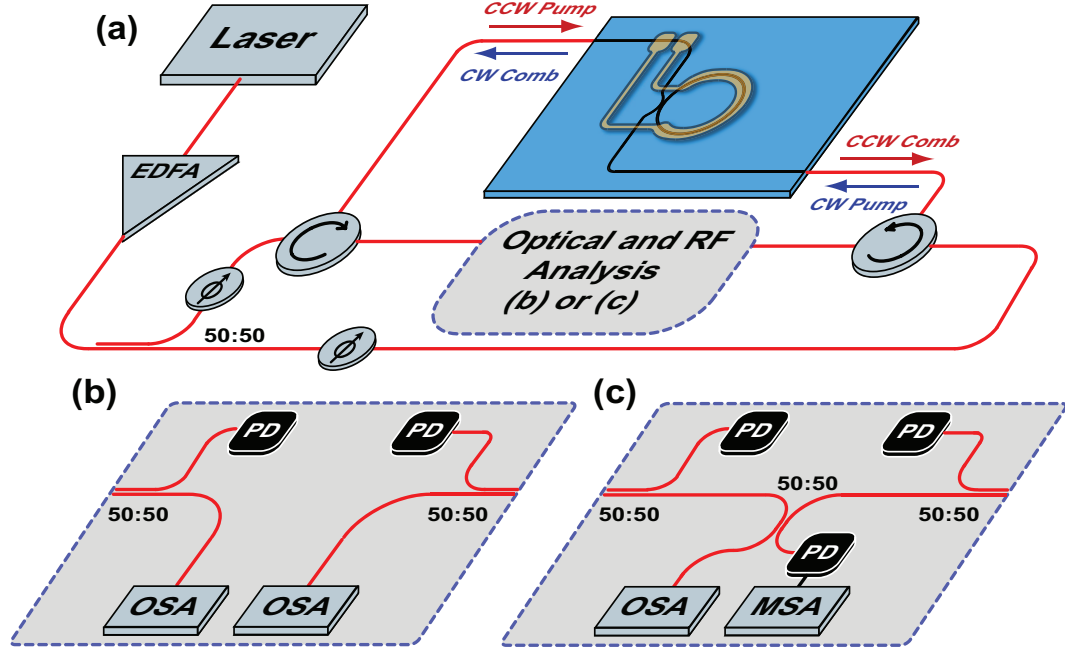 (a)
Laser
CCW Pump
CW Comb
EDFA
CCW Comb
CW Pump
Optical and RF
Analysis
(b) or (c)
50:50
(b)
PD
PD
50:50
50:50
OSA
OSA
(c)
PD
PD
50:50
50:50
50:50
PD
OSA
MSA